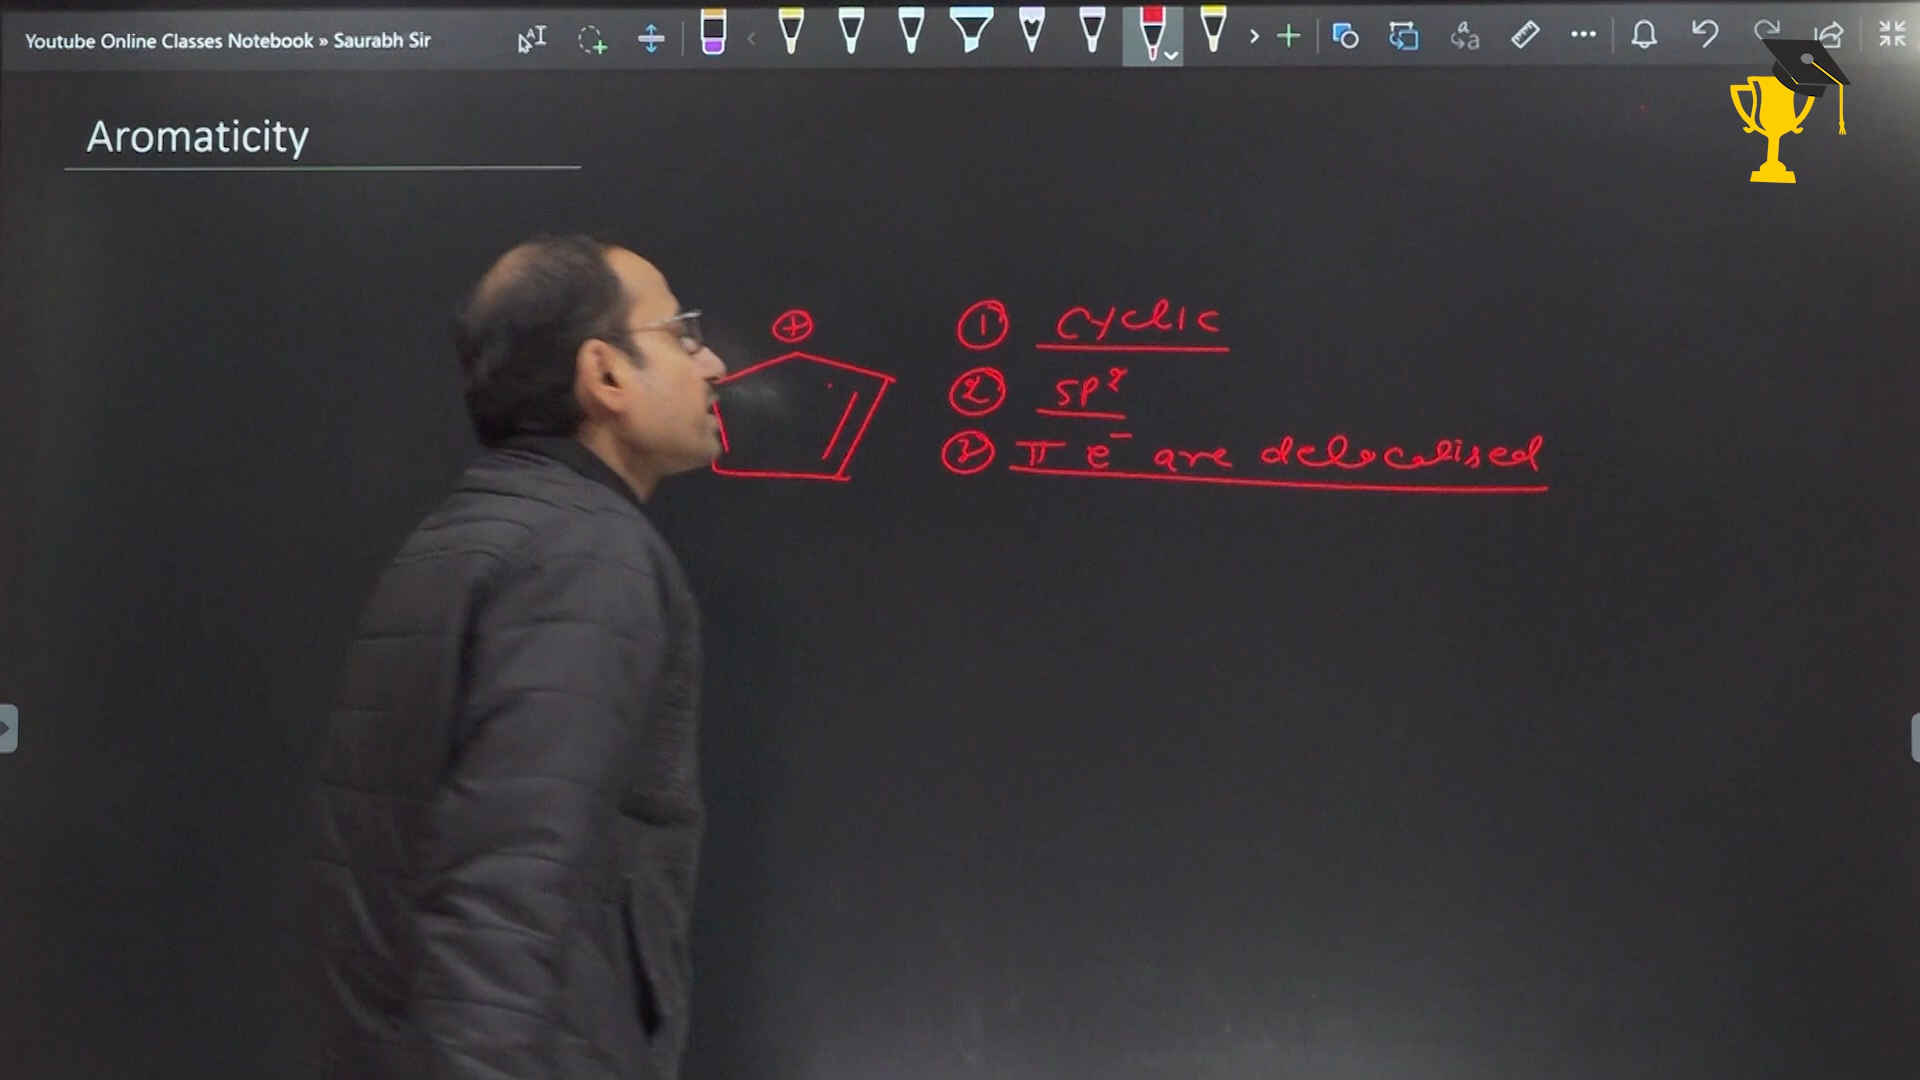 Youtube Online Classes Notebook » Saurabh Sir
Aromaticity
⊕
① cyclic
② sp²
③ π e⁻ are delocalised